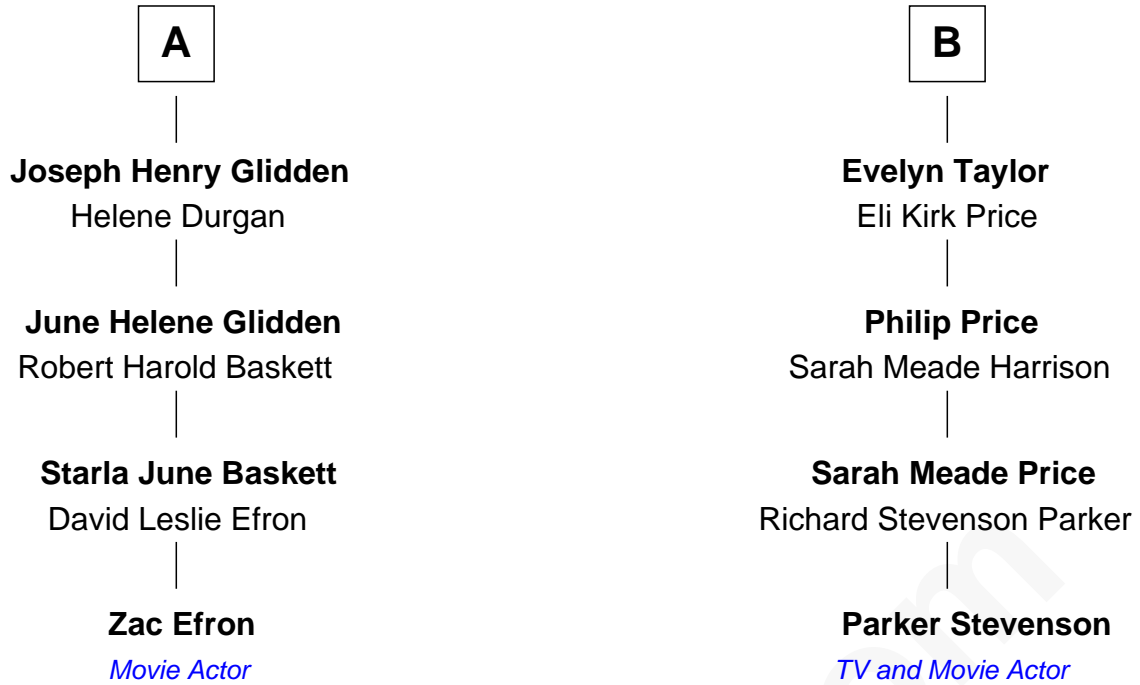 A
Joseph Henry Glidden
Helene Durgan
June Helene Glidden
Robert Harold Baskett
Starla June Baskett
David Leslie Efron
Zac Efron
Movie Actor
B
Evelyn Taylor
Eli Kirk Price
Philip Price
Sarah Meade Harrison
Sarah Meade Price
Richard Stevenson Parker
Parker Stevenson
TV and Movie Actor